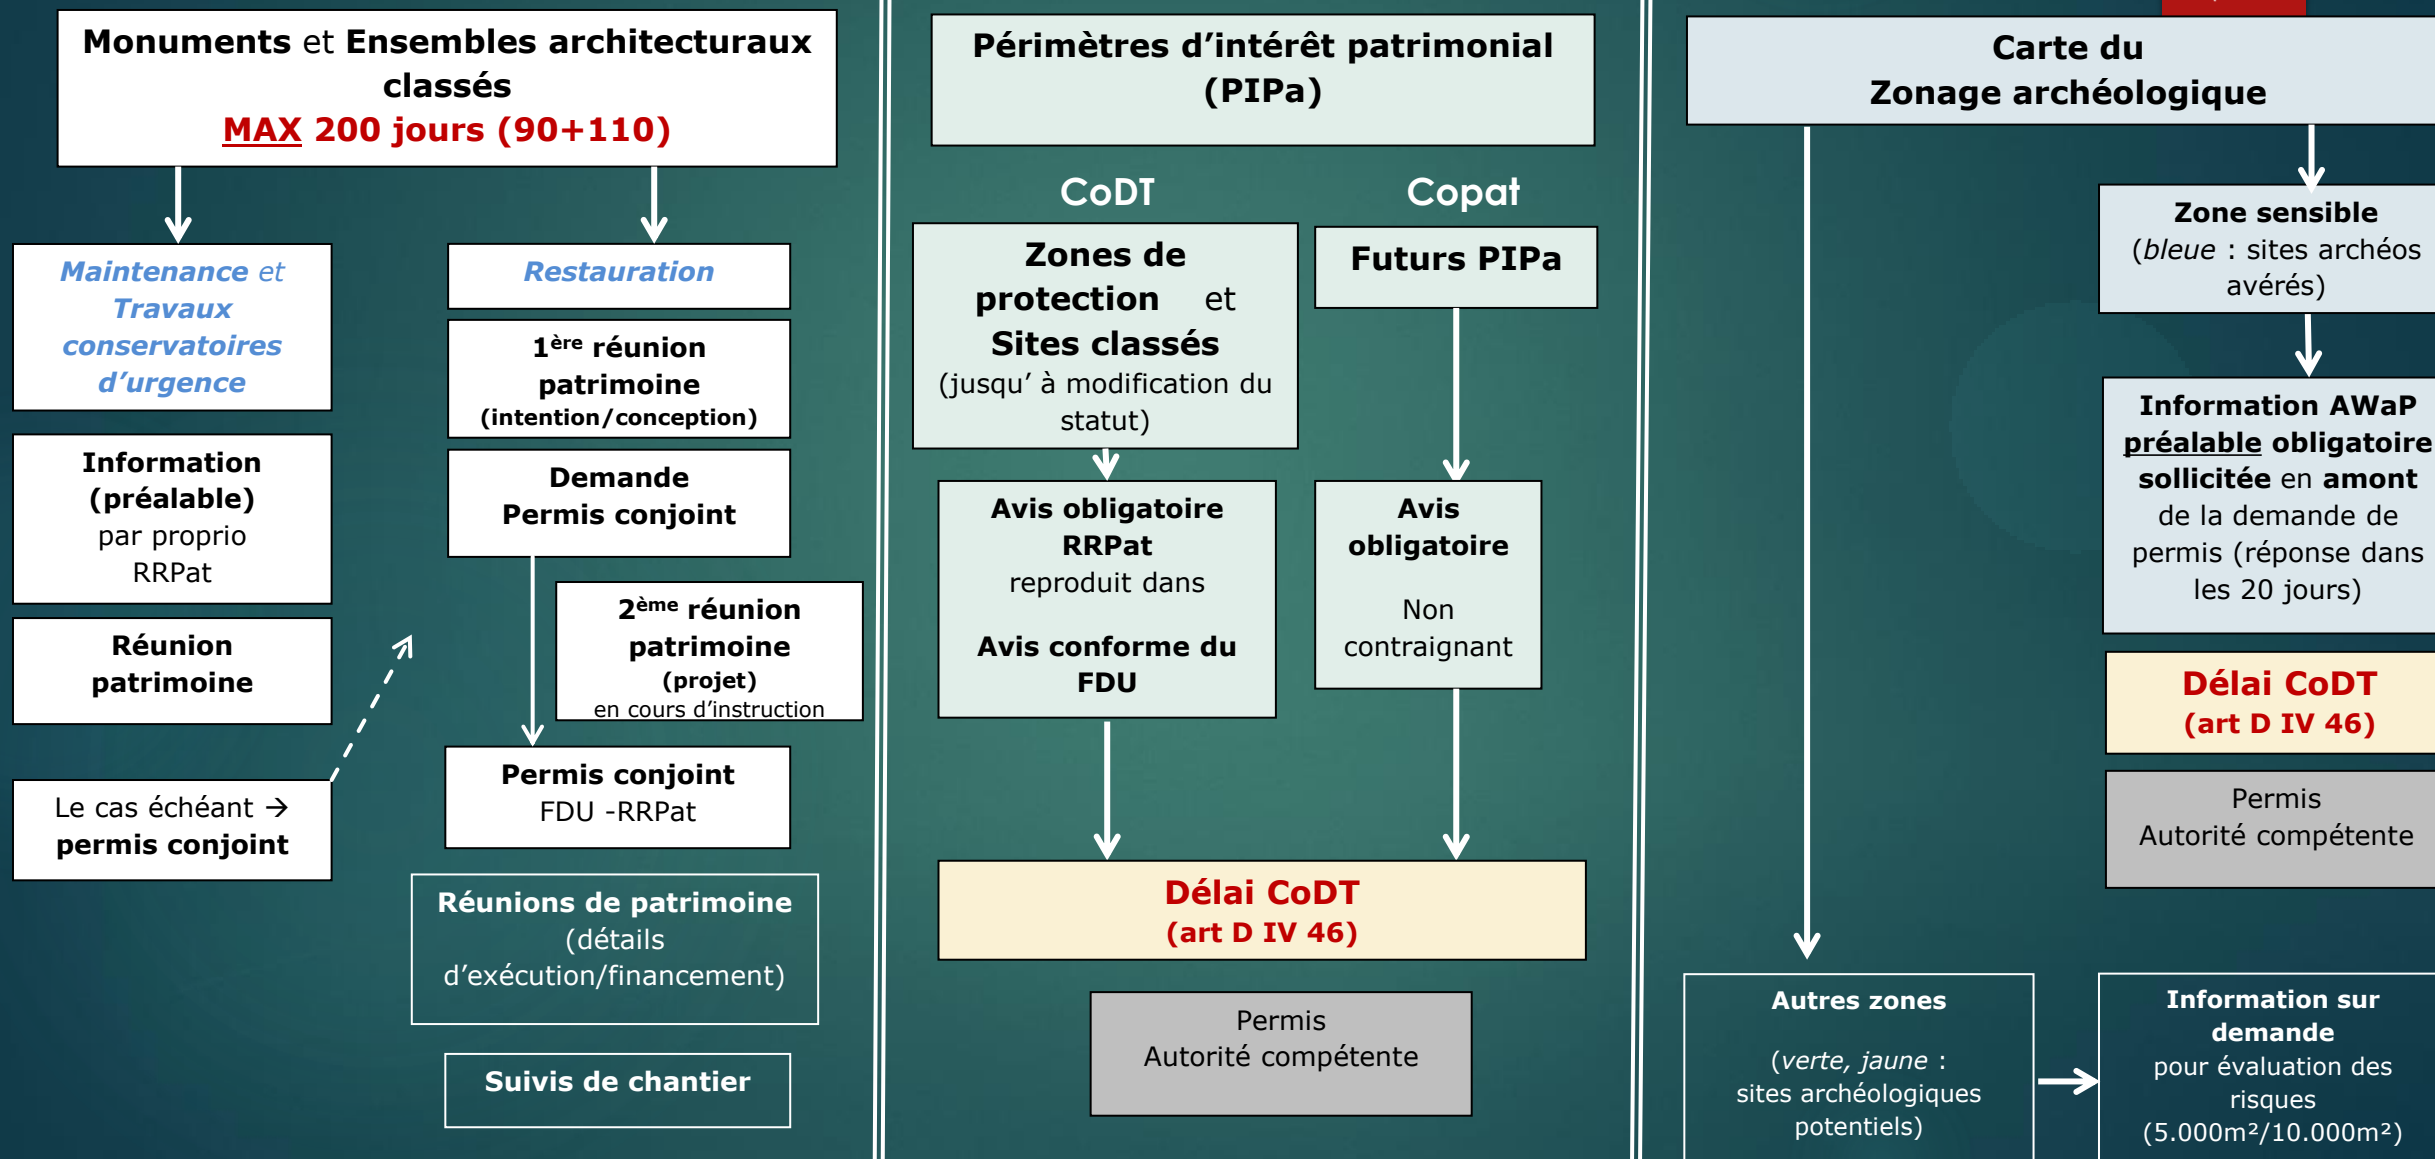 Monuments et Ensembles architecturaux
classés
MAX 200 jours (90+110)
Maintenance et
Travaux
conservatoires
d’urgence
Information
(préalable)
par proprio
RRPat
Réunion
patrimoine
Le cas échéant →
permis conjoint
Restauration
1ère réunion
patrimoine
(intention/conception)
Demande
Permis conjoint
2ème réunion
patrimoine
(projet)
en cours d’instruction
Permis conjoint
FDU -RRPat
Réunions de patrimoine
(détails
d’exécution/financement)
Suivis de chantier
Périmètres d’intérêt patrimonial
(PIPa)
CoDT
Zones de
protection et
Sites classés
(jusqu’ à modification du
statut)
Avis obligatoire
RRPat
reproduit dans
Avis conforme du
FDU
Copat
Futurs PIPa
Avis
obligatoire
Non
contraignant
Délai CoDT
(art D IV 46)
Permis
Autorité compétente
Carte du
Zonage archéologique
Zone sensible
(bleue : sites archéos
avérés)
Information AWaP
préalable obligatoire
sollicitée en amont
de la demande de
permis (réponse dans
les 20 jours)
Délai CoDT
(art D IV 46)
Permis
Autorité compétente
Autres zones
(verte, jaune :
sites archéologiques
potentiels)
Information sur
demande
pour évaluation des
risques
(5.000m²/10.000m²)